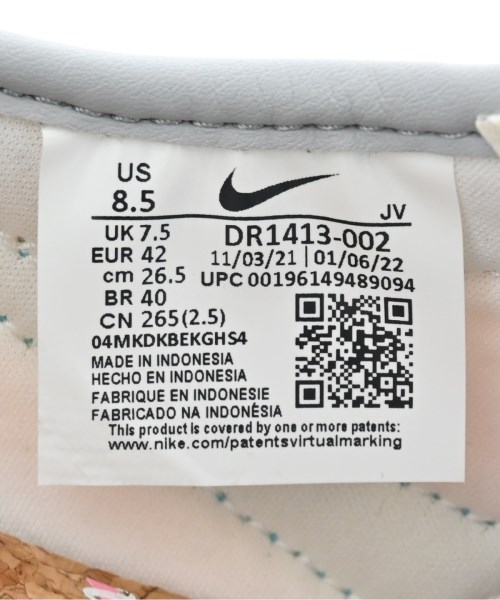 US
8.5
JV
UK 7.5
EUR 42
cm 26.5
BR 40
CN 265(2.5)
DR1413-002
11/03/21 | 01/06/22
UPC 00196149489094
04MKDKBEKGHS4
MADE IN INDONESIA
HECHO EN INDONESIA
FABRIQUE EN INDONESIE
FABRICADO NA INDONÉSIA
This product is covered by one or more patents:
www.nike.com/patentsvirtualmarking